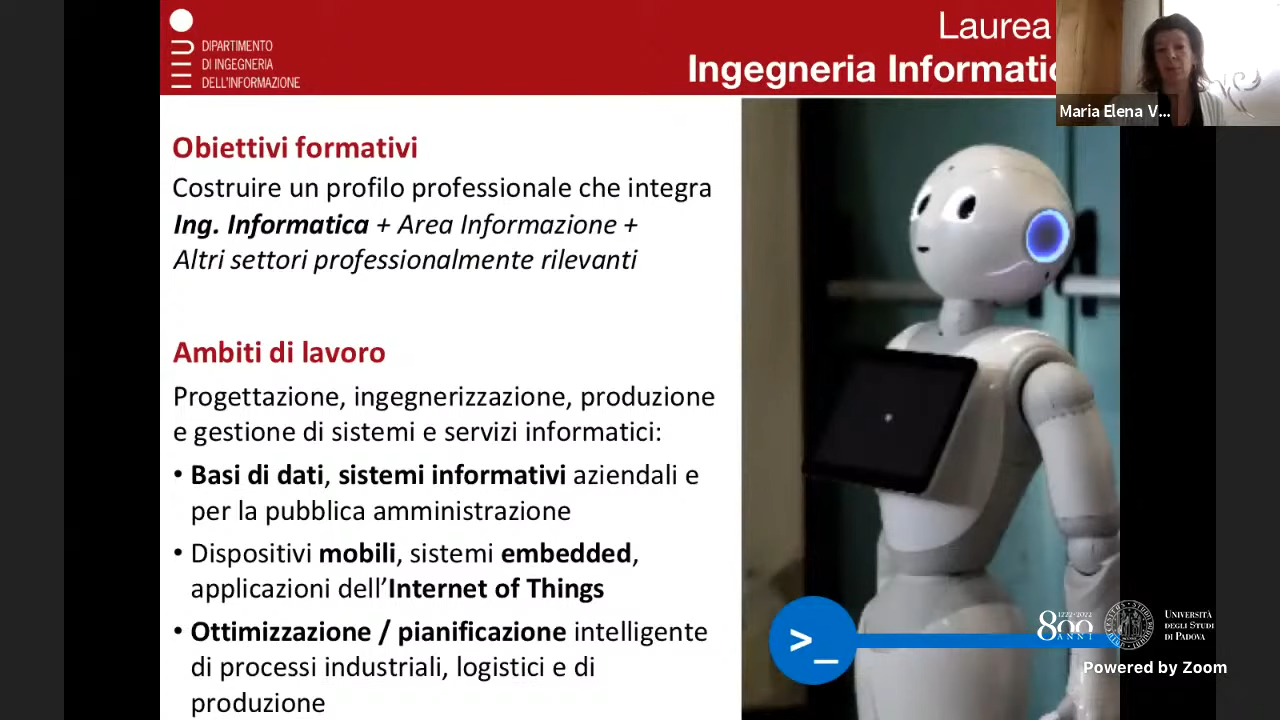 DIPARTIMENTO
DI INGEGNERIA
DELL'INFORMAZIONE
Laurea
Ingegneria Informatic
Maria Elena V...
Obiettivi formativi
Costruire un profilo professionale che integra
Ing. Informatica + Area Informazione +
Altri settori professionalmente rilevanti
Ambiti di lavoro
Progettazione, ingegnerizzazione, produzione
e gestione di sistemi e servizi informatici:
• Basi di dati, sistemi informativi aziendali e
per la pubblica amministrazione
• Dispositivi mobili, sistemi embedded,
applicazioni dell'Internet of Things
• Ottimizzazione / pianificazione intelligente
di processi industriali, logistici e di
produzione
>_
1222·2022
800
ANNI
UNIVERSITÀ
DEGLI STUDI
DI PADOVA
Powered by Zoom